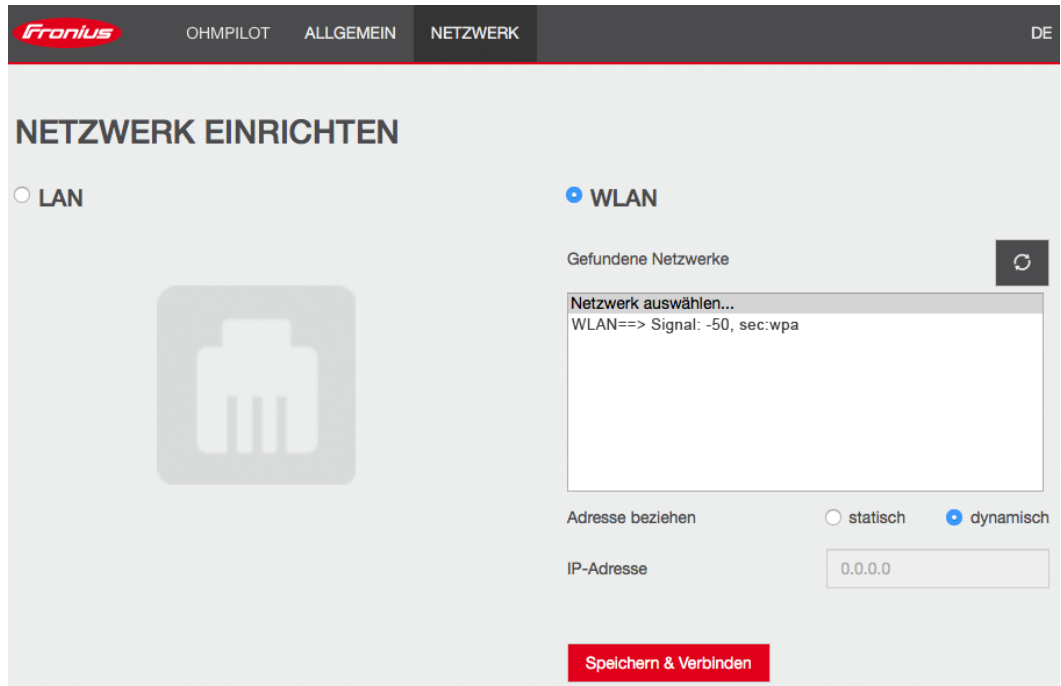 Fronius OHMPILOT ALLGEMEIN NETZWERK DE
NETZWERK EINRICHTEN
LAN
WLAN
Gefundene Netzwerke
Netzwerk auswählen...
WLAN==> Signal: -50, sec:wpa
Adresse beziehen statisch dynamisch
IP-Adresse 0.0.0.0
Speichern & Verbinden